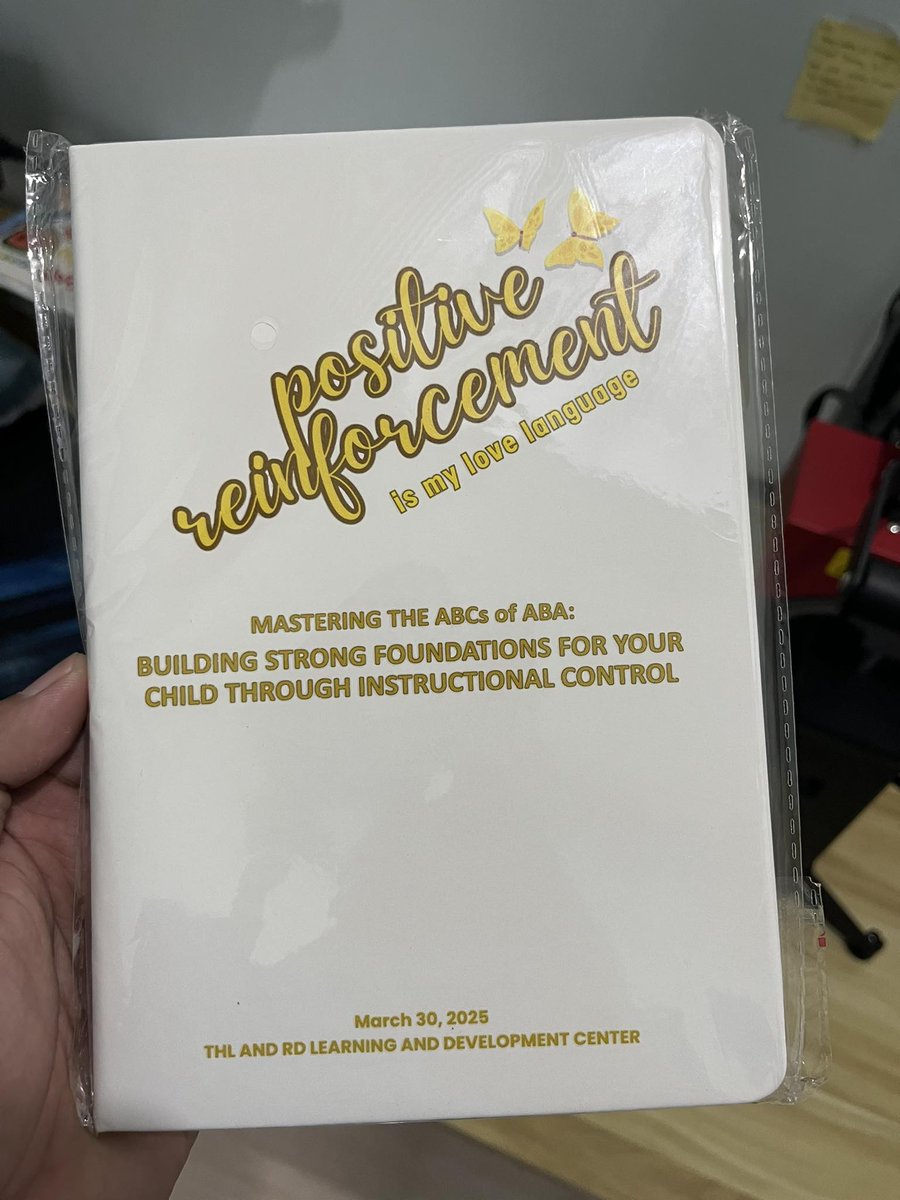 positive
reinforcement
is my love language
MASTERING THE ABCs of ABA:
BUILDING STRONG FOUNDATIONS FOR YOUR
CHILD THROUGH INSTRUCTIONAL CONTROL
March 30, 2025
THL AND RD LEARNING AND DEVELOPMENT CENTER